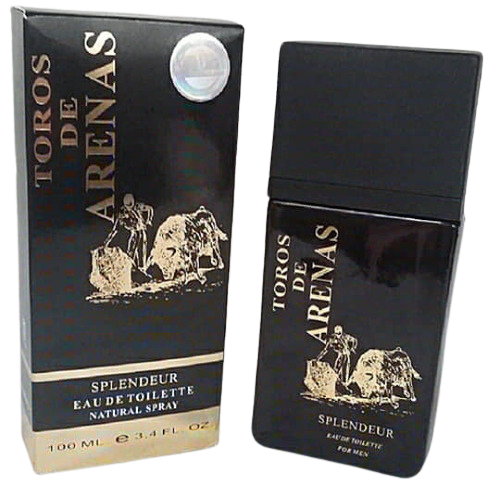 TOROS
DE
ARENAS
SPLENDEUR
EAU DE TOILETTE
NATURAL SPRAY
100 ML e 3.4 FL. OZ
TOROS
DE
ARENAS
SPLENDEUR
EAU DE TOILETTE
FOR MEN